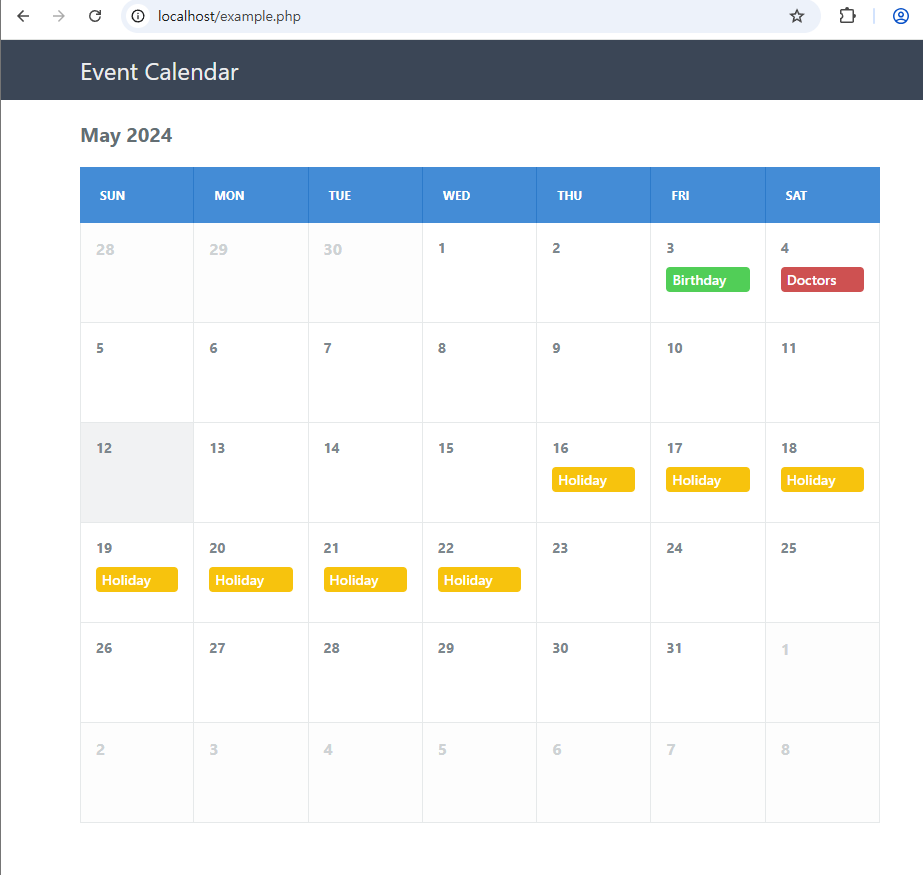 localhost/example.php
Event Calendar
May 2024
SUN MON TUE WED THU FRI SAT
28 29 30 1 2 3 4
Birthday Doctors
5 6 7 8 9 10 11
12 13 14 15 16 17 18
Holiday Holiday Holiday
19 20 21 22 23 24 25
Holiday Holiday Holiday Holiday
26 27 28 29 30 31 1
2 3 4 5 6 7 8